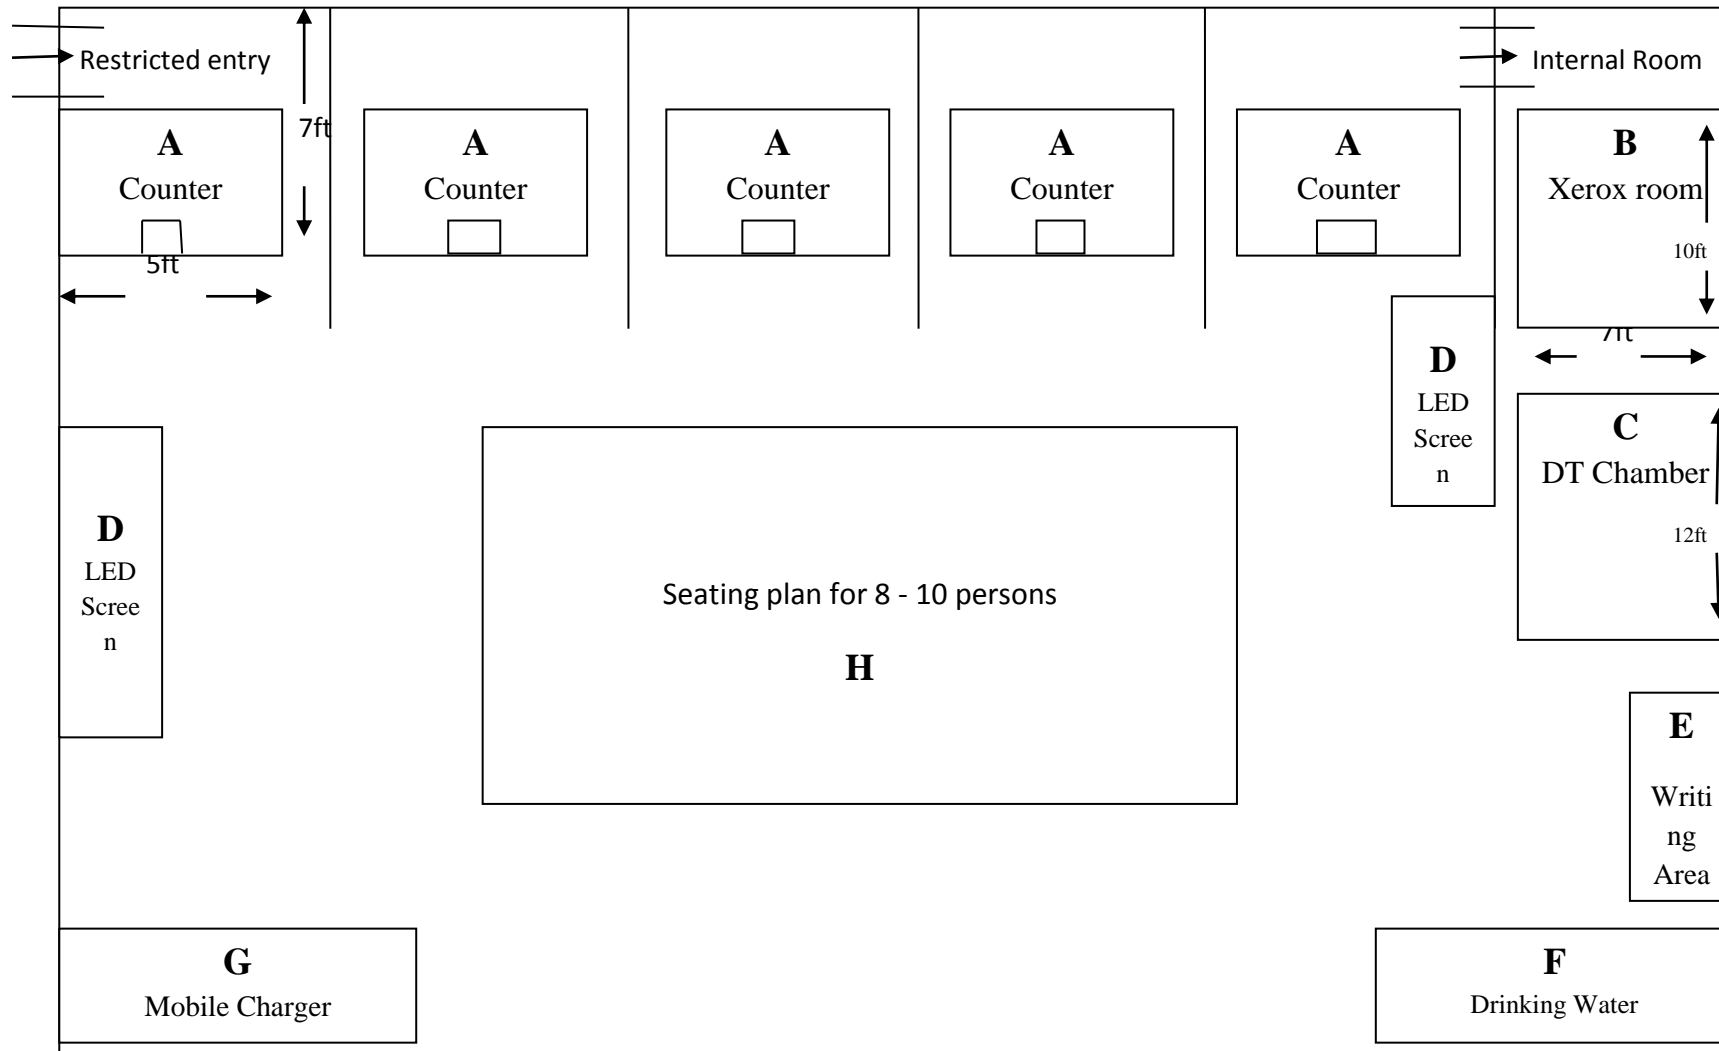 Restricted entry
Internal Room
7ft
A
Counter
A
Counter
A
Counter
A
Counter
A
Counter
B
Xerox room
10ft
5ft
7ft
D
LED
Scree
n
C
DT Chamber
12ft
D
LED
Scree
n
Seating plan for 8 - 10 persons
H
E
Writi
ng
Area
G
Mobile Charger
F
Drinking Water